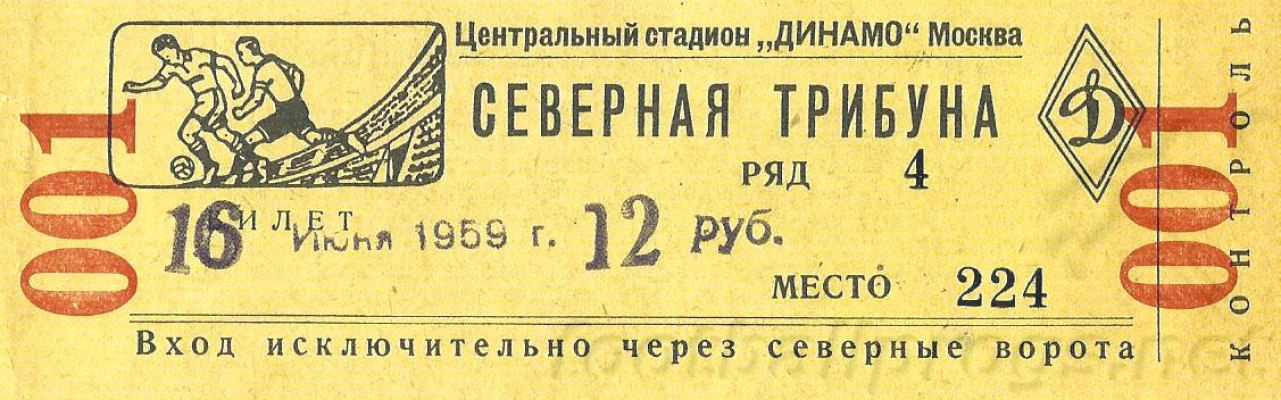 001
Центральный стадион „ДИНАМО“ Москва
СЕВЕРНАЯ ТРИБУНА
Д
РЯД 4
БИЛЕТ
16 Июня 1959 г. 12 руб.
МЕСТО 224
Вход исключительно через северные ворота
001
КОНТРОЛЬ